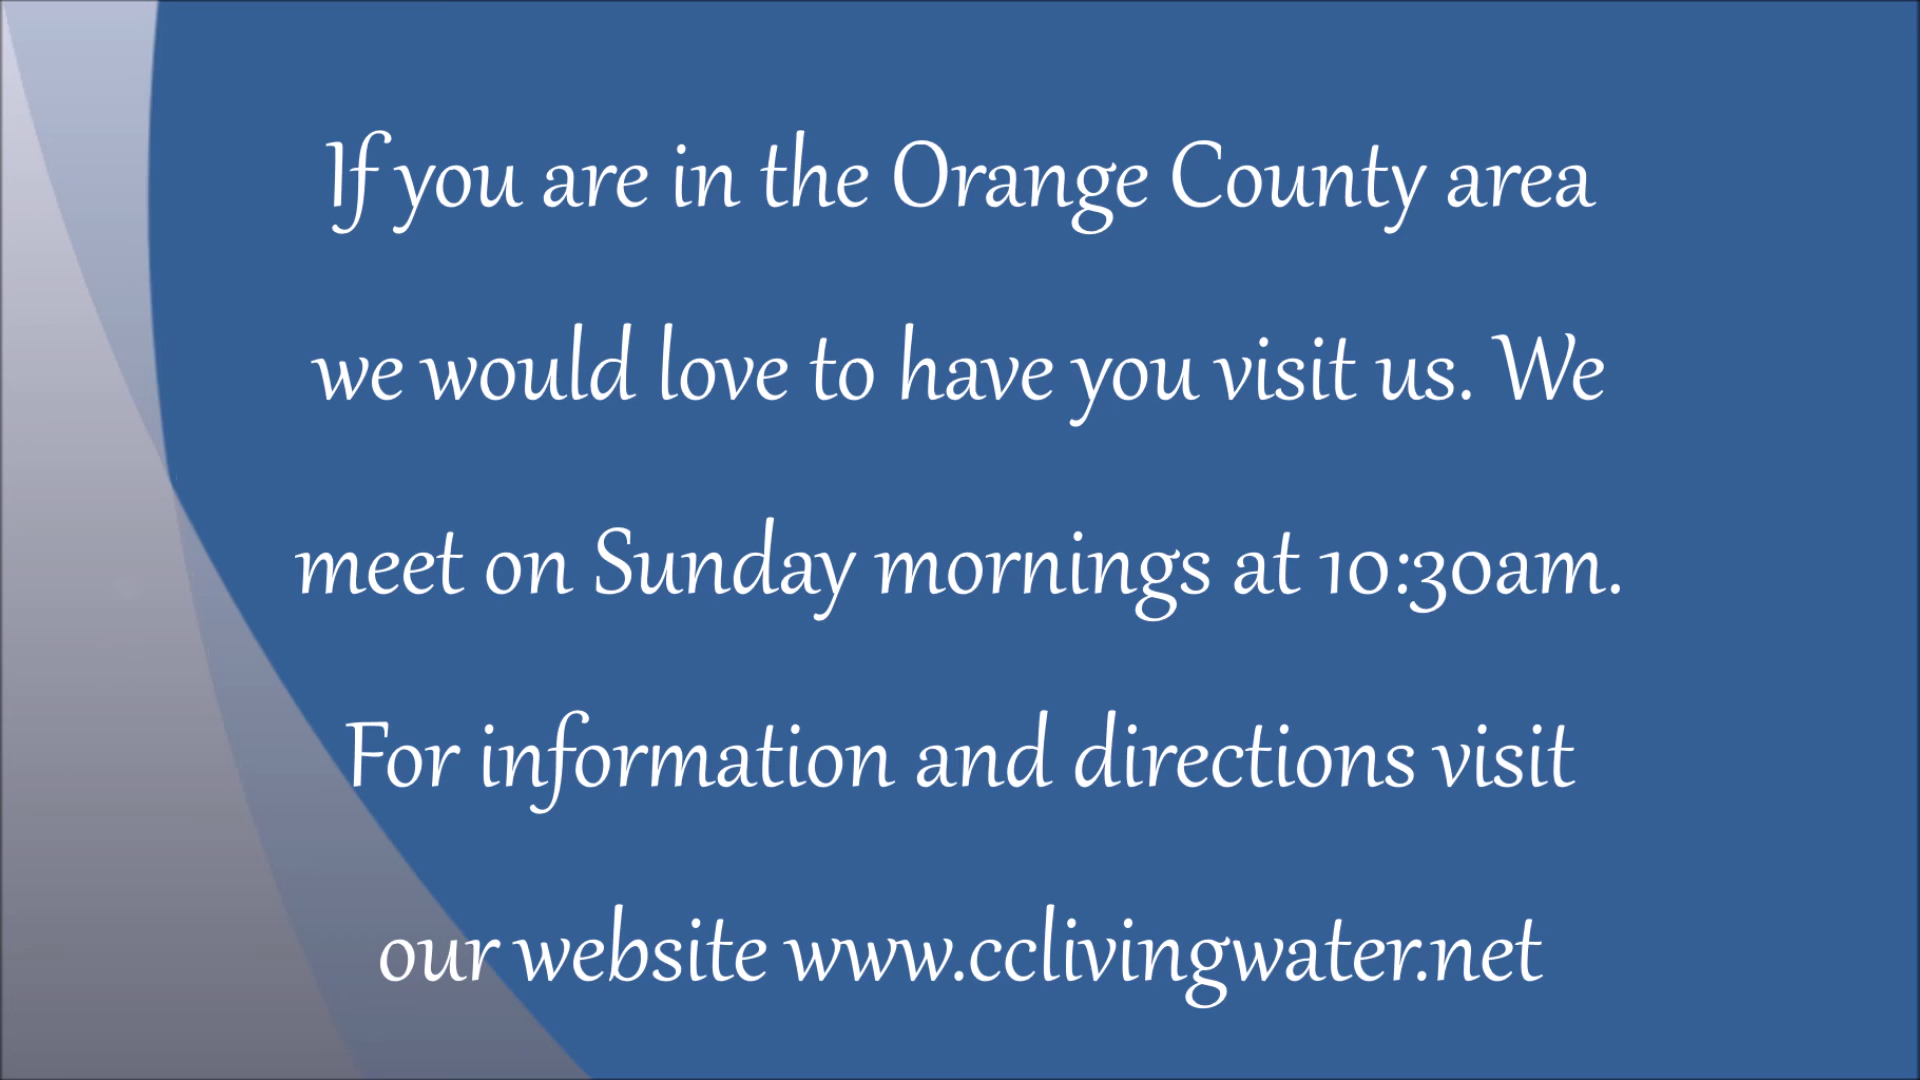 If you are in the Orange County area
we would love to have you visit us. We
meet on Sunday mornings at 10:30am.
For information and directions visit
our website www.cclivingwater.net